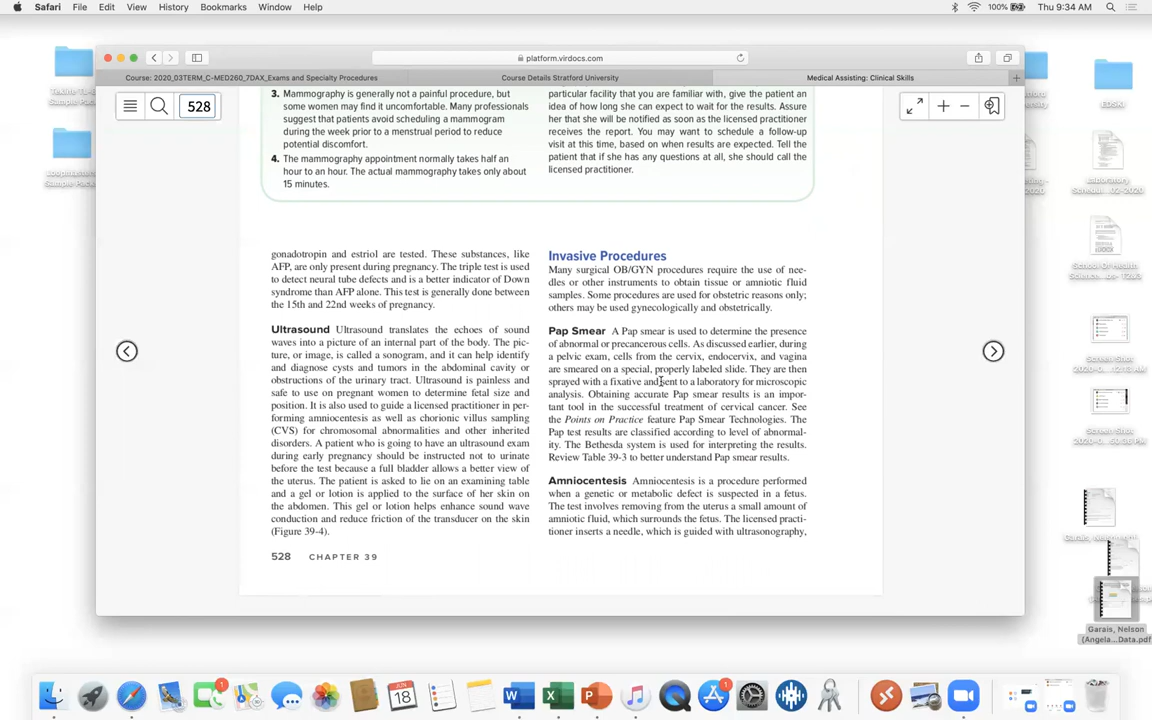 Safari File Edit View History Bookmarks Window Help
100% Thu 9:34 AM
platform.virdocs.com
Course: 2020_03TERM_C-MED260_7DAX_Exams and Specialty Procedures
Course Details Stratford University
Medical Assisting: Clinical Skills
528
3. Mammography is generally not a painful procedure, but
some women may find it uncomfortable. Many professionals
suggest that patients avoid scheduling a mammogram
during the week prior to a menstrual period to reduce
potential discomfort.
4. The mammography appointment normally takes half an
hour to an hour. The actual mammography takes only about
15 minutes.
particular facility that you are familiar with, give the patient an
idea of how long she can expect to wait for the results. Assure
her that she will be notified as soon as the licensed practitioner
receives the report. You may want to schedule a follow-up
visit at this time, based on when results are expected. Tell the
patient that if she has any questions at all, she should call the
licensed practitioner.
gonadotropin and estriol are tested. These substances, like
AFP, are only present during pregnancy. The triple test is used
to detect neural tube defects and is a better indicator of Down
syndrome than AFP alone. This test is generally done between
the 15th and 22nd weeks of pregnancy.
Ultrasound Ultrasound translates the echoes of sound
waves into a picture of an internal part of the body. The pic-
ture, or image, is called a sonogram, and it can help identify
and diagnose cysts and tumors in the abdominal cavity or
obstructions of the urinary tract. Ultrasound is painless and
safe to use on pregnant women to determine fetal size and
position. It is also used to guide a licensed practitioner in per-
forming amniocentesis as well as chorionic villus sampling
(CVS) for chromosomal abnormalities and other inherited
disorders. A patient who is going to have an ultrasound exam
during early pregnancy should be instructed not to urinate
before the test because a full bladder allows a better view of
the uterus. The patient is asked to lie on an examining table
and a gel or lotion is applied to the surface of her skin on
the abdomen. This gel or lotion helps enhance sound wave
conduction and reduce friction of the transducer on the skin
(Figure 39-4).
528 CHAPTER 39
Invasive Procedures
Many surgical OB/GYN procedures require the use of nee-
dles or other instruments to obtain tissue or amniotic fluid
samples. Some procedures are used for obstetric reasons only;
others may be used gynecologically and obstetrically.
Pap Smear A Pap smear is used to determine the presence
of abnormal or precancerous cells. As discussed earlier, during
a pelvic exam, cells from the cervix, endocervix, and vagina
are smeared on a special, properly labeled slide. They are then
sprayed with a fixative and sent to a laboratory for microscopic
analysis. Obtaining accurate Pap smear results is an impor-
tant tool in the successful treatment of cervical cancer. See
the Points on Practice feature Pap Smear Technologies. The
Pap test results are classified according to level of abnormal-
ity. The Bethesda system is used for interpreting the results.
Review Table 39-3 to better understand Pap smear results.
Amniocentesis Amniocentesis is a procedure performed
when a genetic or metabolic defect is suspected in a fetus.
The test involves removing from the uterus a small amount of
amniotic fluid, which surrounds the fetus. The licensed practi-
tioner inserts a needle, which is guided with ultrasonography,
Sample Pack
Sample Pack
EDSKI
Laboratory
School Of Health
Screen Shot
Screen Shot
Garais, Nelson
Garais, Nelson
(Angela...Data.pdf
1
JUN
18
1